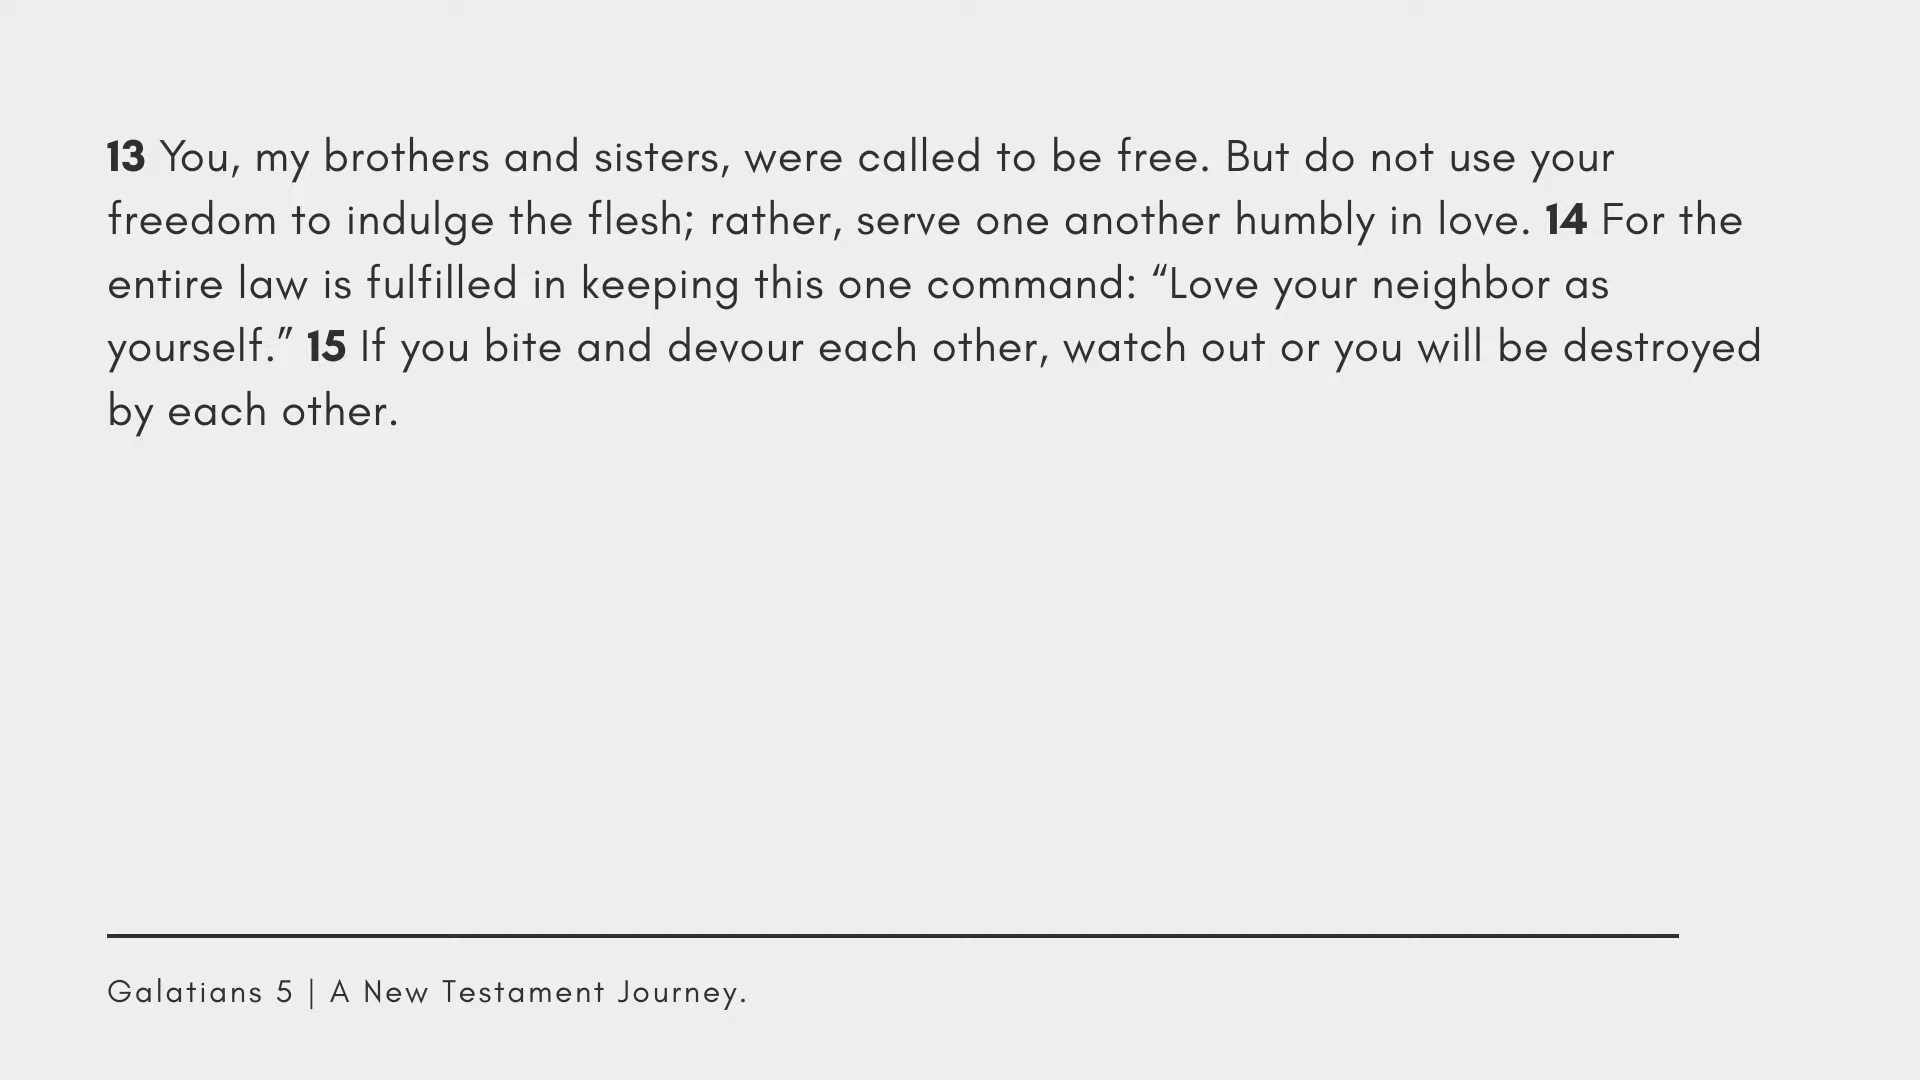 13 You, my brothers and sisters, were called to be free. But do not use your
freedom to indulge the flesh; rather, serve one another humbly in love. 14 For the
entire law is fulfilled in keeping this one command: “Love your neighbor as
yourself.” 15 If you bite and devour each other, watch out or you will be destroyed
by each other.
Galatians 5 | A New Testament Journey.